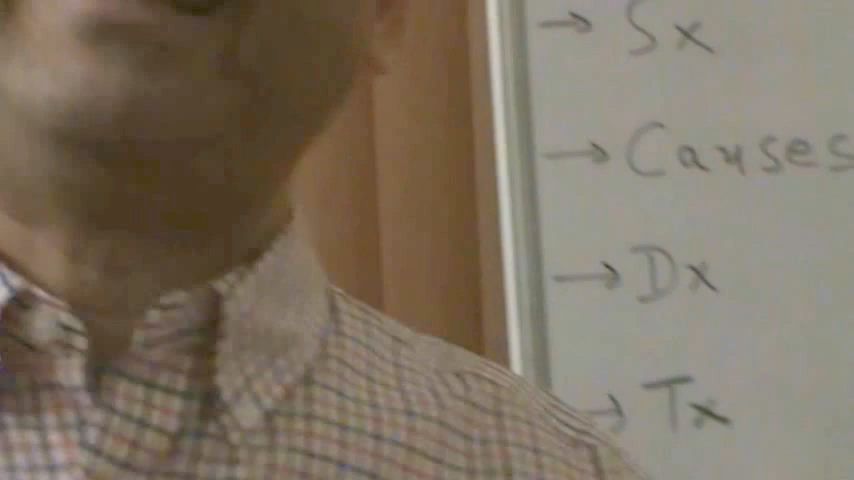 → Sx
→ Causes
→ Dx
→ Tx